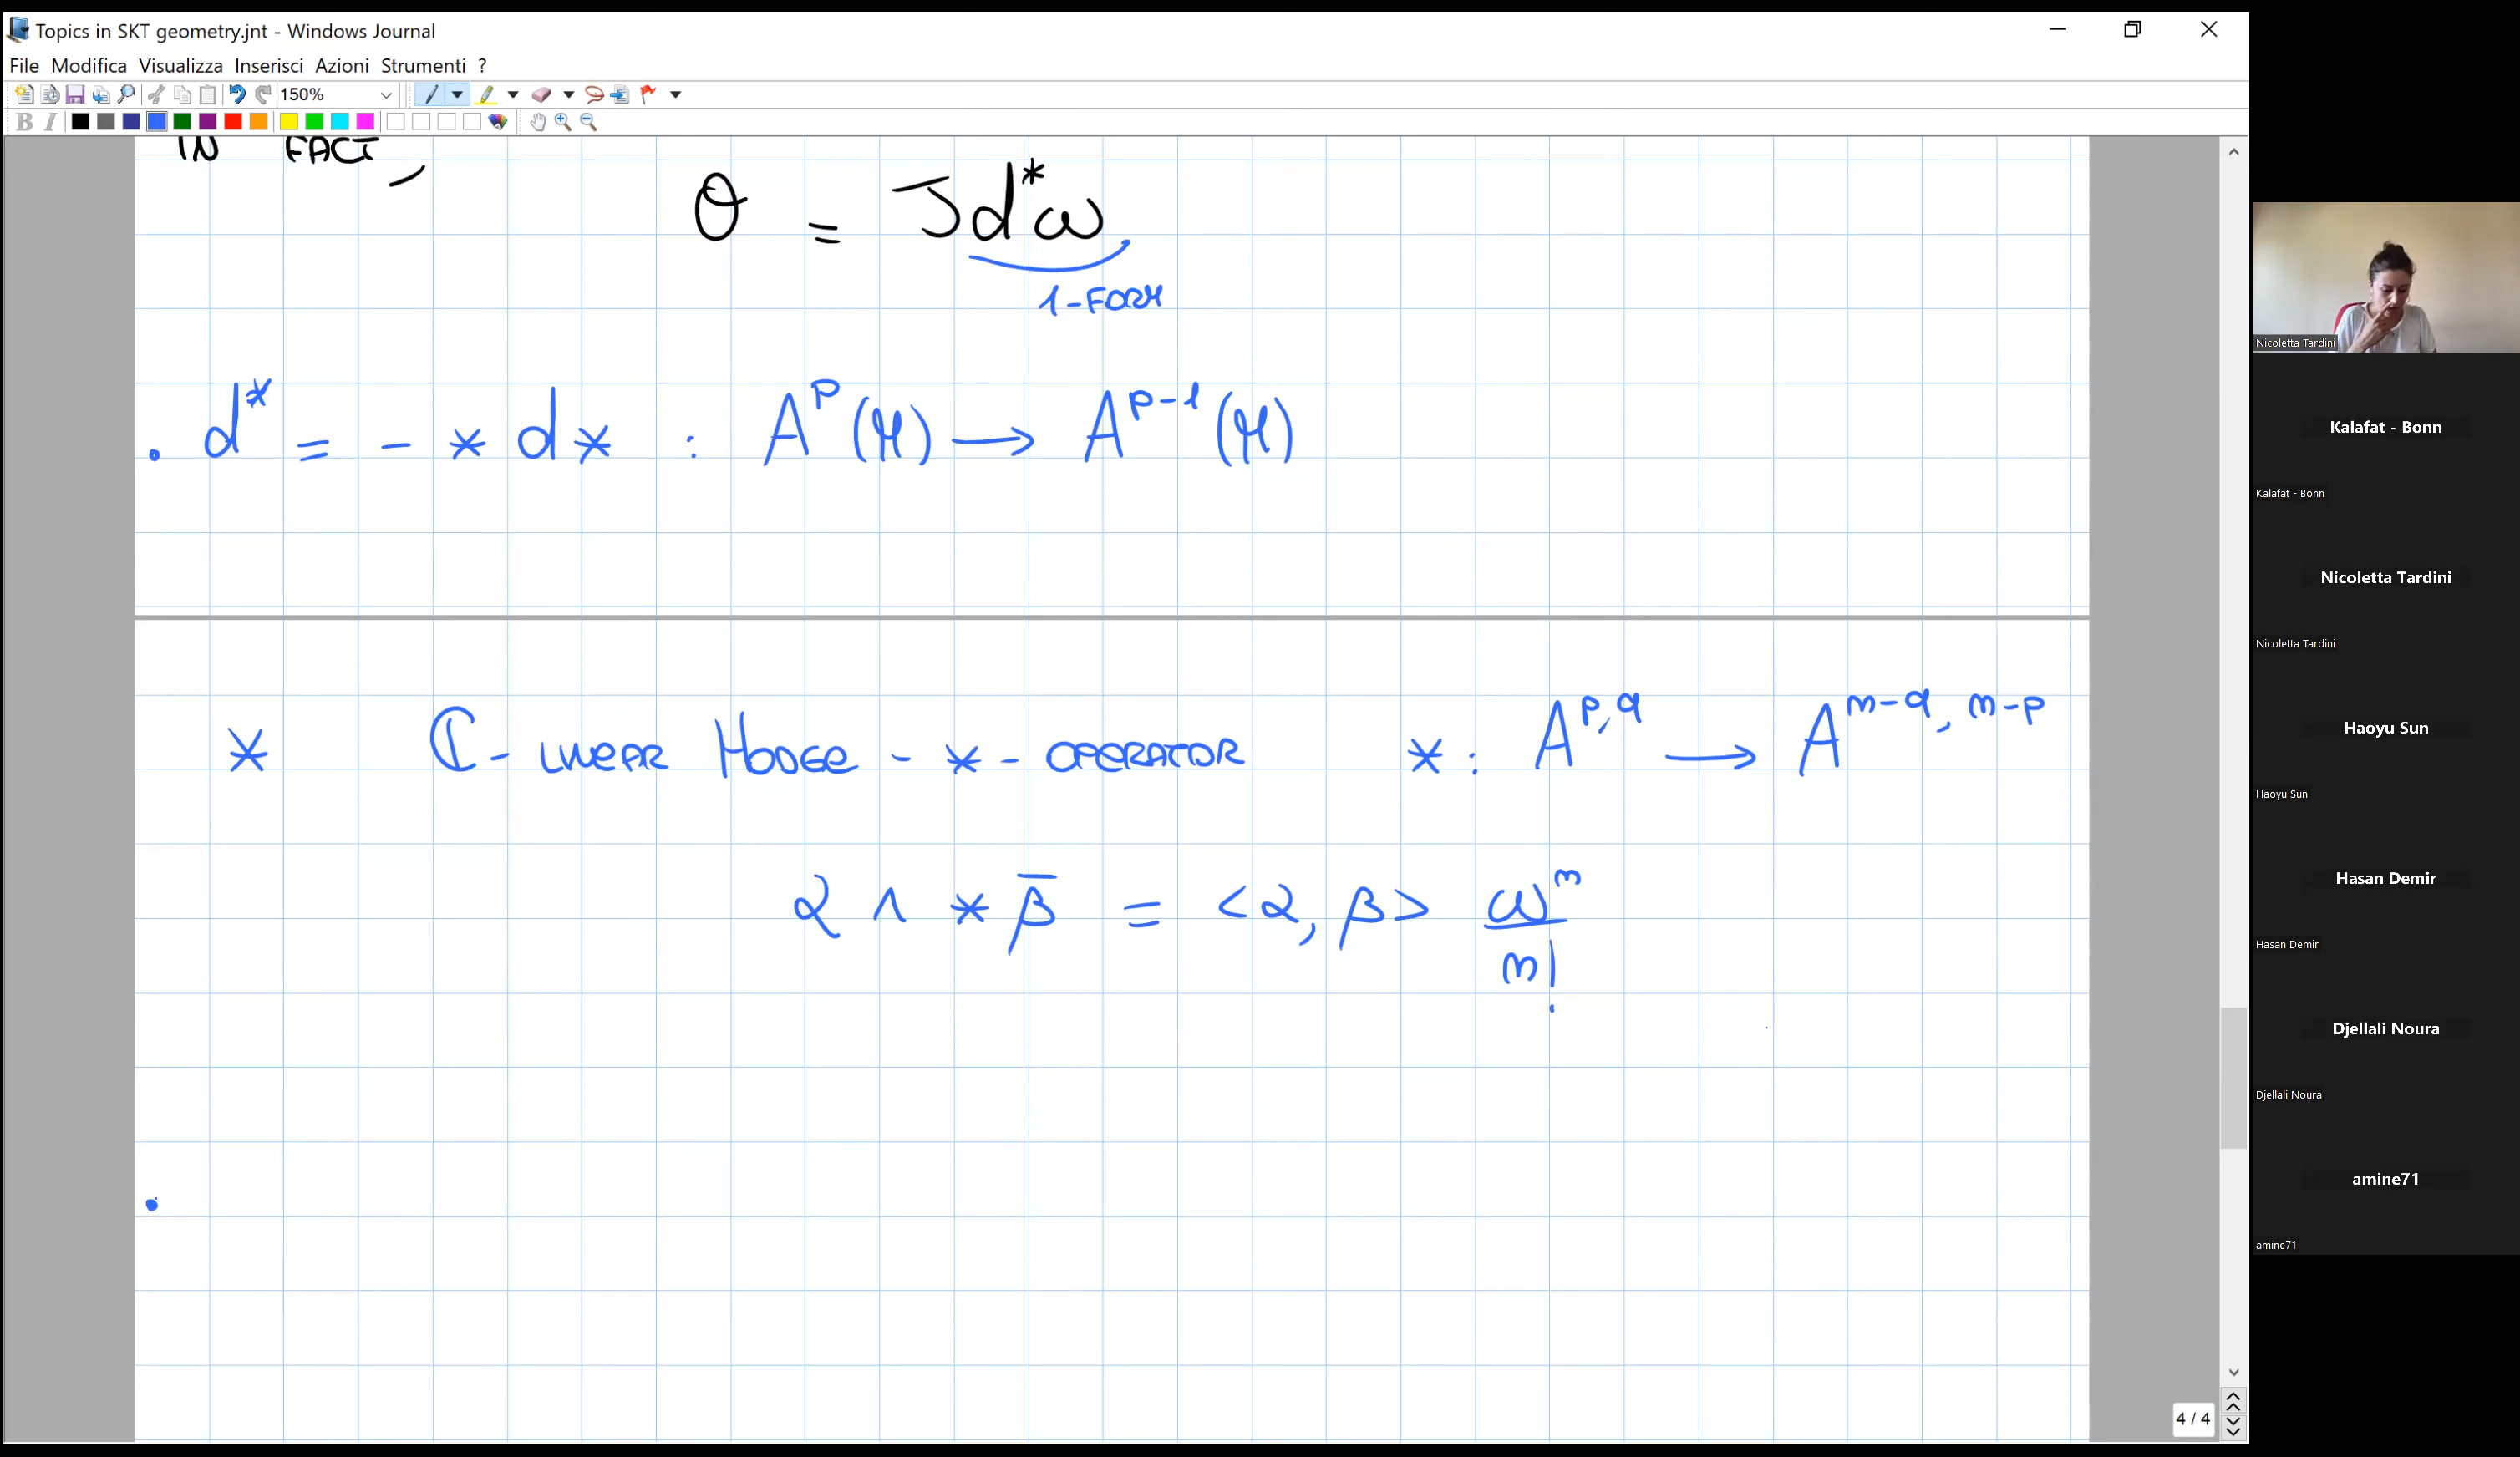 Topics in SKT geometry.jnt - Windows Journal
File Modifica Visualizza Inserisci Azioni Strumenti ?
150%
B I
IN FACT,
θ = Jd*ω
1-FORM
. d* = - * d * : A^p (M) → A^{p-1} (M)
* ℂ-LINEAR HODGE-*-OPERATOR * : A^{p,q} → A^{n-q, n-p}
α ∧ * β̄ = <α, β> ω^n / n!
.
4 / 4
Nicoletta Tardini
Kalafat - Bonn
Kalafat - Bonn
Nicoletta Tardini
Nicoletta Tardini
Haoyu Sun
Haoyu Sun
Hasan Demir
Hasan Demir
Djellali Noura
Djellali Noura
amine71
amine71